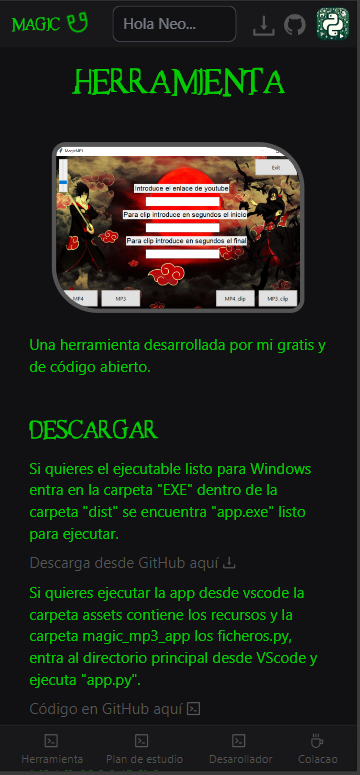 MAGIC
Hola Neo...
HERRAMIENTA
MagicMP3
Exit
Introduce el enlace de youtube
Para clip introduce en segundos el inicio
Para clip introduce en segundos el final
MP4
MP3
MP4 clip
MP3 clip
Una herramienta desarrollada por mi gratis y
de código abierto.
DESCARGAR
Si quieres el ejecutable listo para Windows
entra en la carpeta "EXE" dentro de la
carpeta "dist" se encuentra "app.exe" listo
para ejecutar.
Descarga desde GitHub aquí
Si quieres ejecutar la app desde vscode la
carpeta assets contiene los recursos y la
carpeta magic_mp3_app los ficheros.py,
entra al directorio principal desde VScode y
ejecuta "app.py".
Código en GitHub aquí
Herramienta
Plan de estudio
Desarollador
Colacao